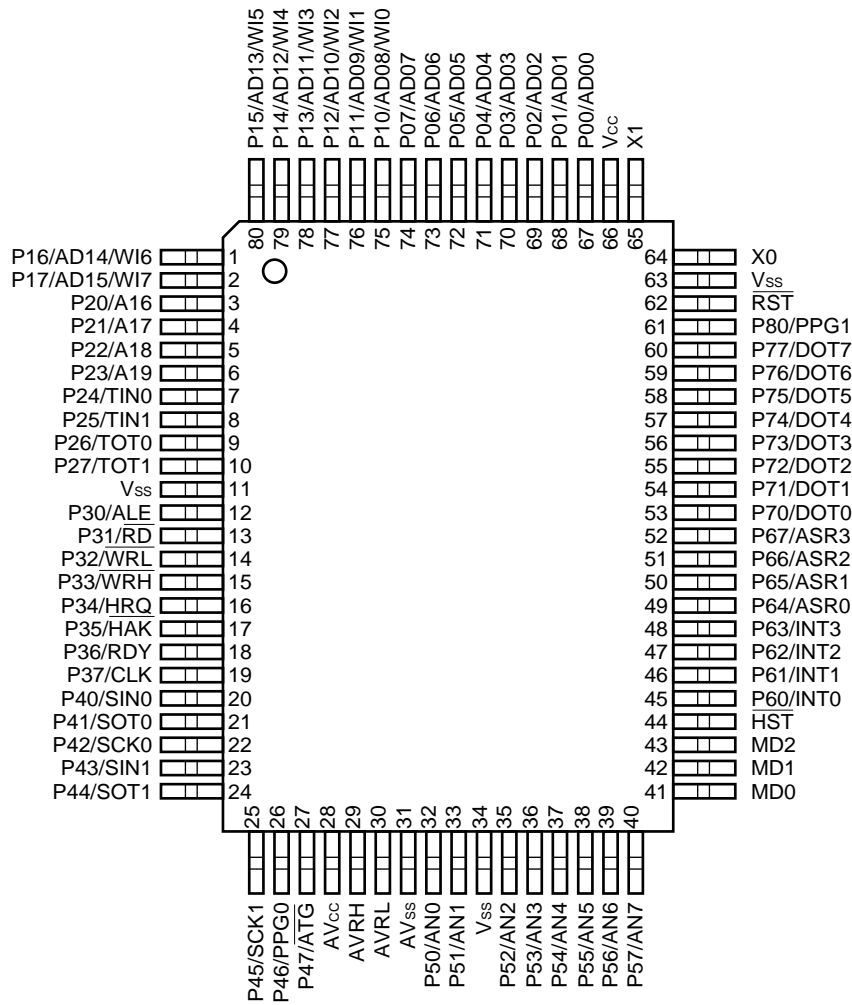 P15/AD13/WI5
P14/AD12/WI4
P13/AD11/WI3
P12/AD10/WI2
P11/AD09/WI1
P10/AD08/WI0
P07/AD07
P06/AD06
P05/AD05
P04/AD04
P03/AD03
P02/AD02
P01/AD01
P00/AD00
Vcc
X1
80 79 78 77 76 75 74 73 72 71 70 69 68 67 66 65
P16/AD14/WI6 1
P17/AD15/WI7 2
P20/A16 3
P21/A17 4
P22/A18 5
P23/A19 6
P24/TIN0 7
P25/TIN1 8
P26/TOT0 9
P27/TOT1 10
Vss 11
P30/ALE 12
P31/RD 13
P32/WRL 14
P33/WRH 15
P34/HRQ 16
P35/HAK 17
P36/RDY 18
P37/CLK 19
P40/SIN0 20
P41/SOT0 21
P42/SCK0 22
P43/SIN1 23
P44/SOT1 24
64 X0
63 Vss
62 RST
61 P80/PPG1
60 P77/DOT7
59 P76/DOT6
58 P75/DOT5
57 P74/DOT4
56 P73/DOT3
55 P72/DOT2
54 P71/DOT1
53 P70/DOT0
52 P67/ASR3
51 P66/ASR2
50 P65/ASR1
49 P64/ASR0
48 P63/INT3
47 P62/INT2
46 P61/INT1
45 P60/INT0
44 HST
43 MD2
42 MD1
41 MD0
25 26 27 28 29 30 31 32 33 34 35 36 37 38 39 40
P45/SCK1
P46/PPG0
P47/ATG
AVcc
AVRH
AVRL
AVss
P50/AN0
P51/AN1
Vss
P52/AN2
P53/AN3
P54/AN4
P55/AN5
P56/AN6
P57/AN7